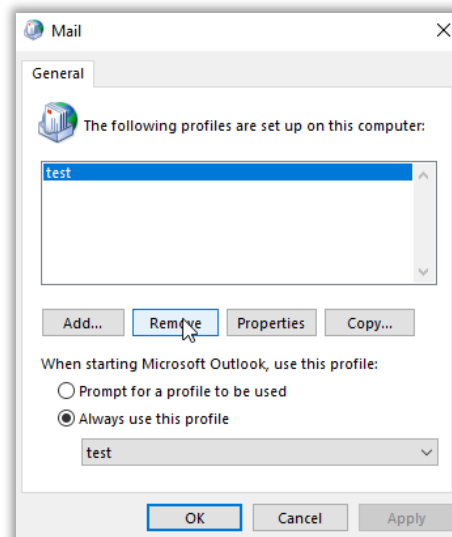 Mail
General
The following profiles are set up on this computer:
test
Add... Remove Properties Copy...
When starting Microsoft Outlook, use this profile:
Prompt for a profile to be used
Always use this profile
test
OK Cancel Apply